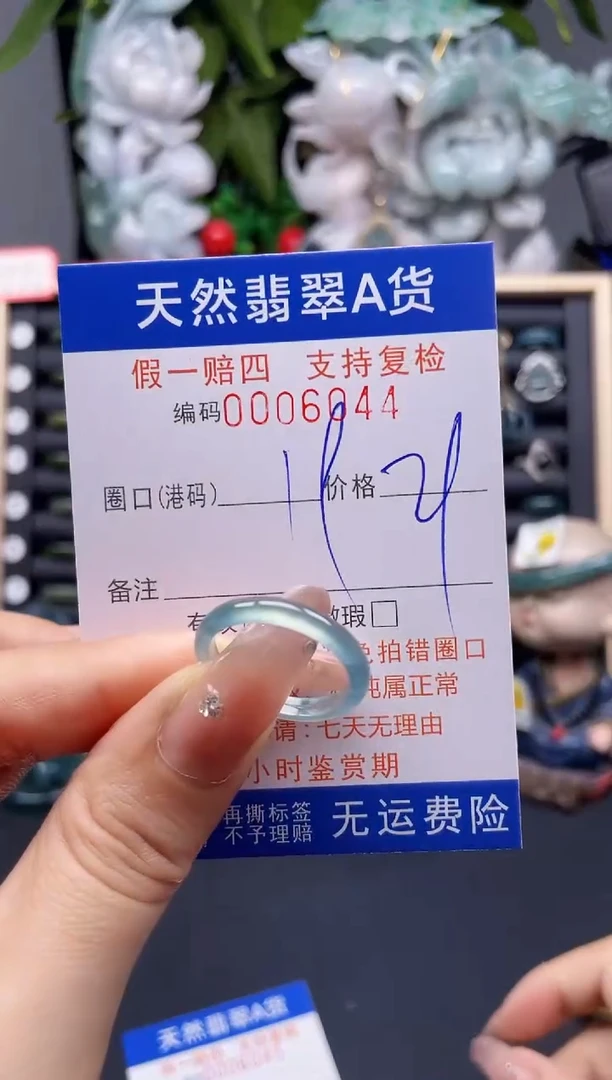 天然翡翠A货
假一赔四 支持复检
编码0006044
圈口(港码) 价格
备注
瑕□
拍错圈口
纯属正常
请:七天无理由
小时鉴赏期
再撕标签
不予理赔
无运费险
天然翡翠A货